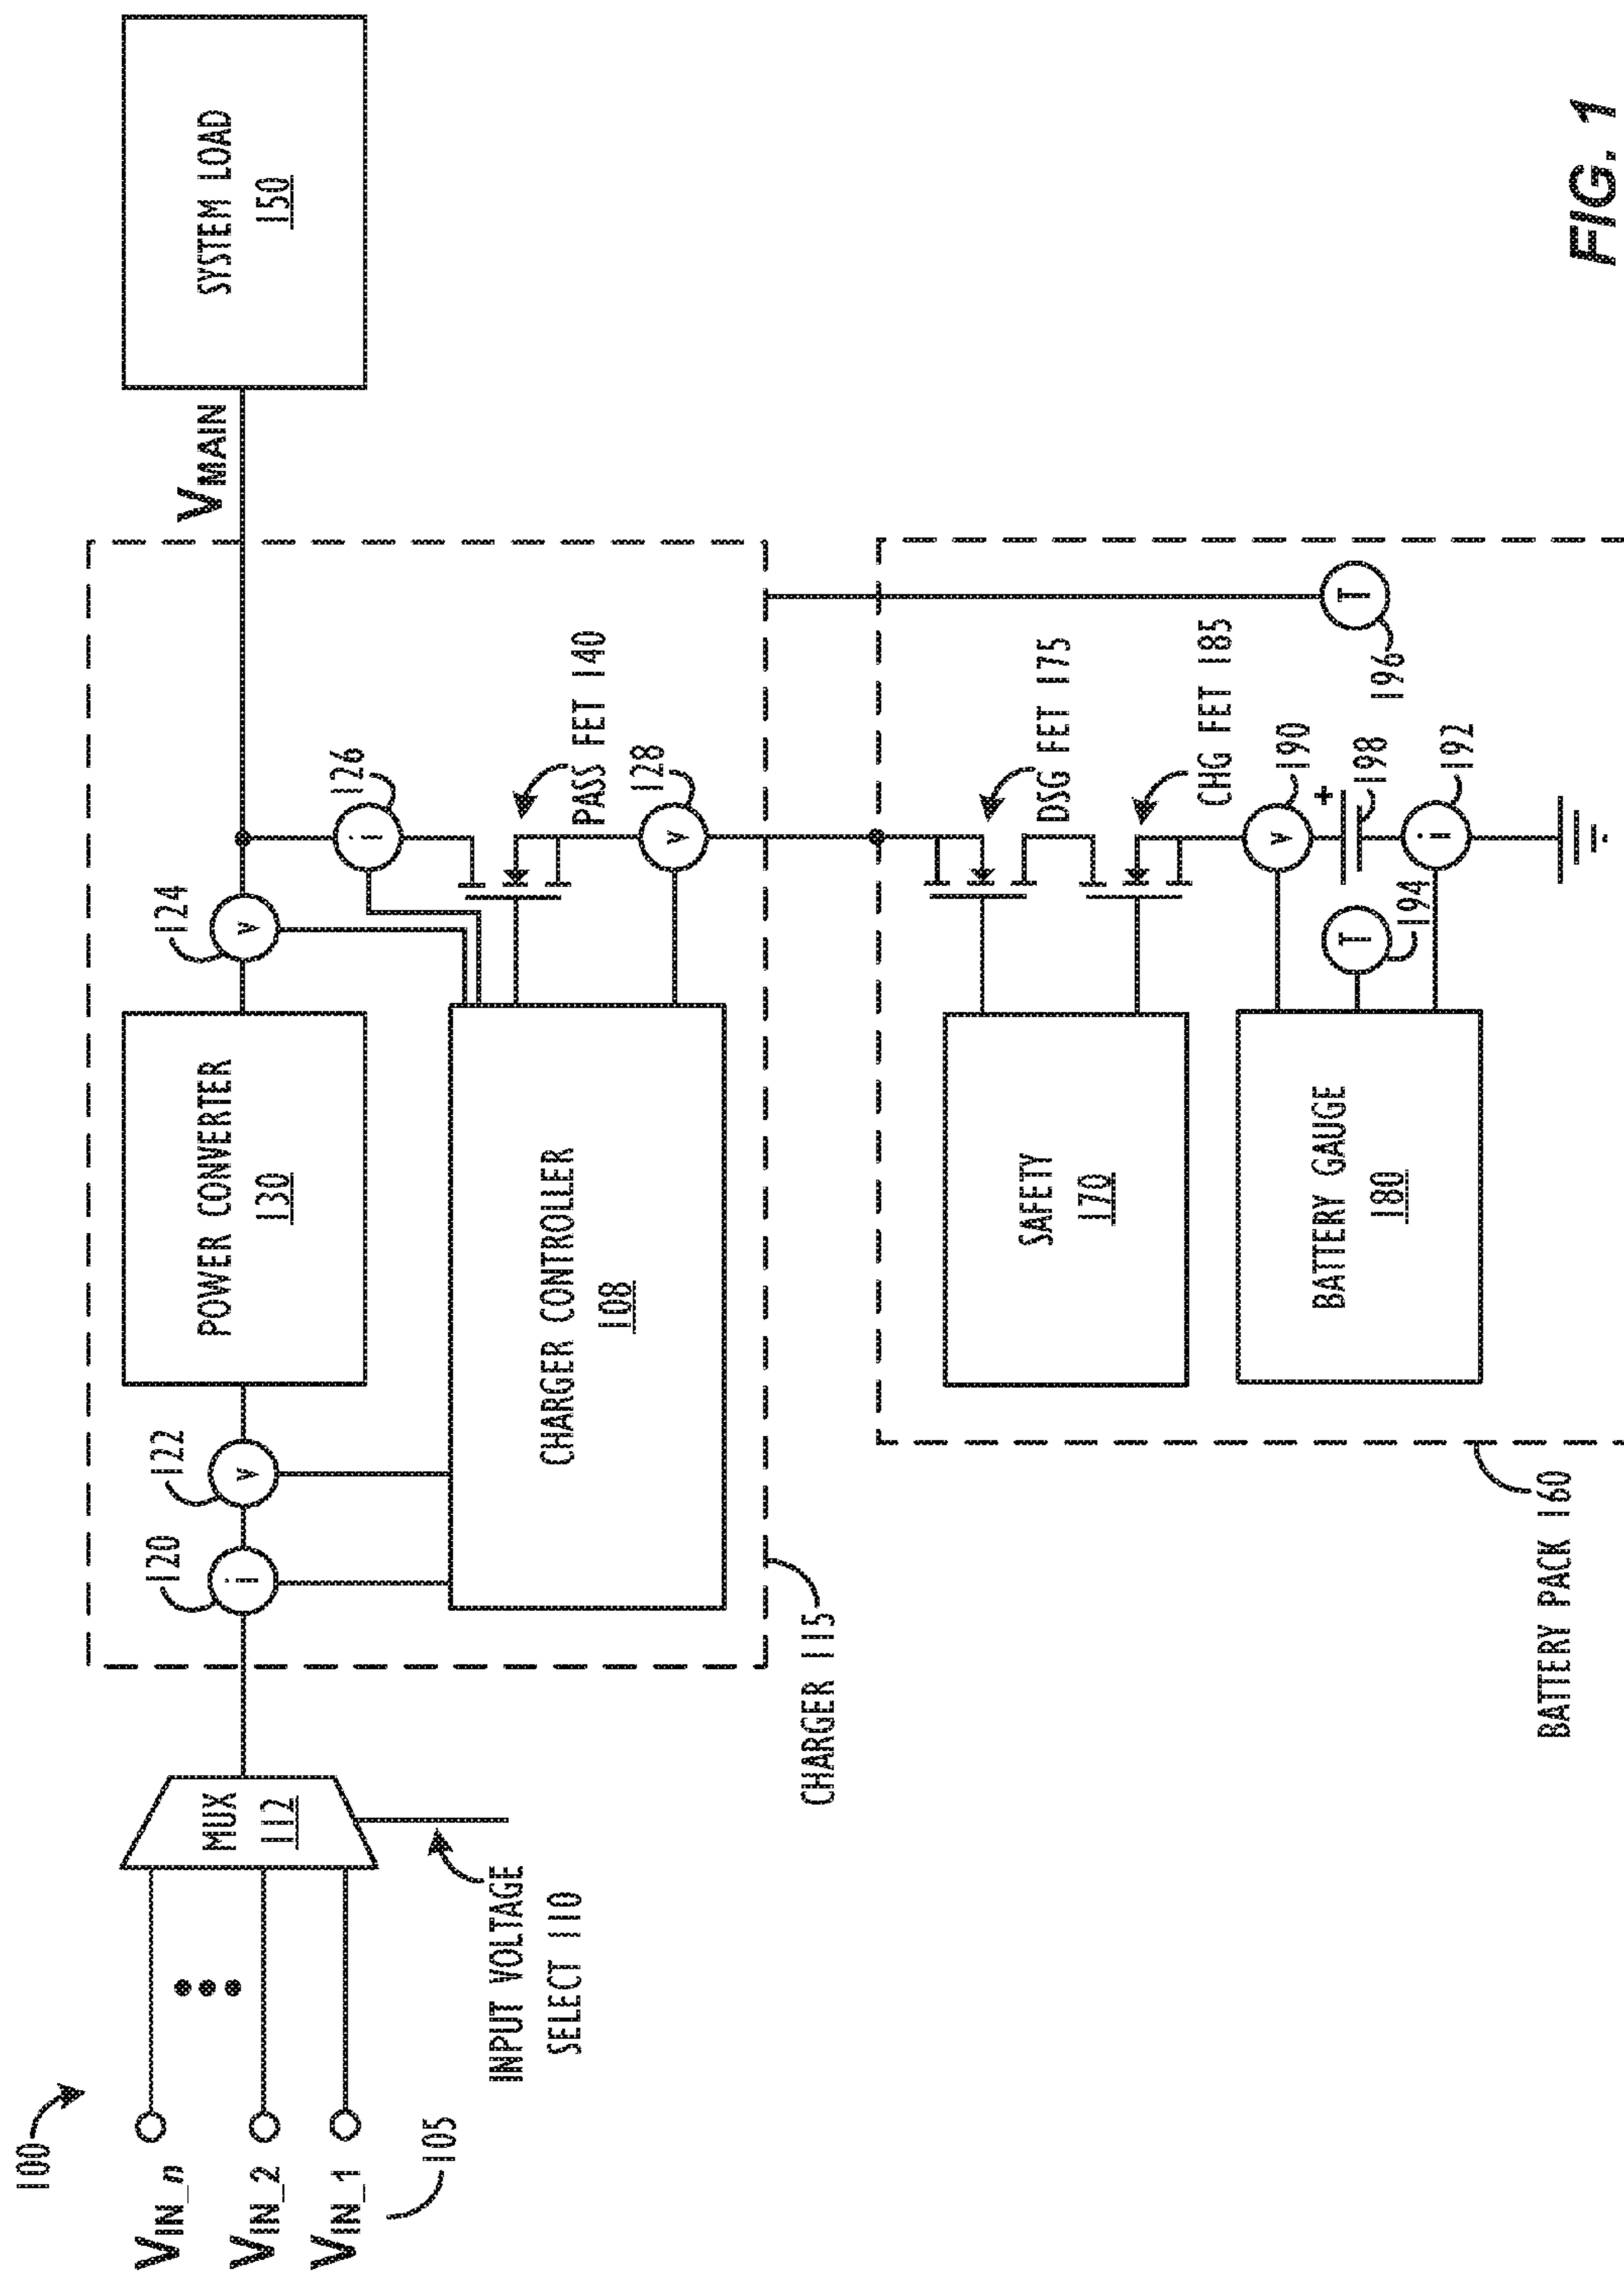 100
VIN_n
VIN_2
VIN_1
105
MUX
112
INPUT VOLTAGE
SELECT 110
120
i
122
v
POWER CONVERTER
130
124
v
VMAIN
SYSTEM LOAD
150
CHARGER CONTROLLER
108
126
i
PASS FET 140
128
v
CHARGER 115
SAFETY
170
DSG FET 175
CHG FET 185
BATTERY GAUGE
180
190
v
+
198
T
194
192
i
T
196
BATTERY PACK 160
FIG. 1